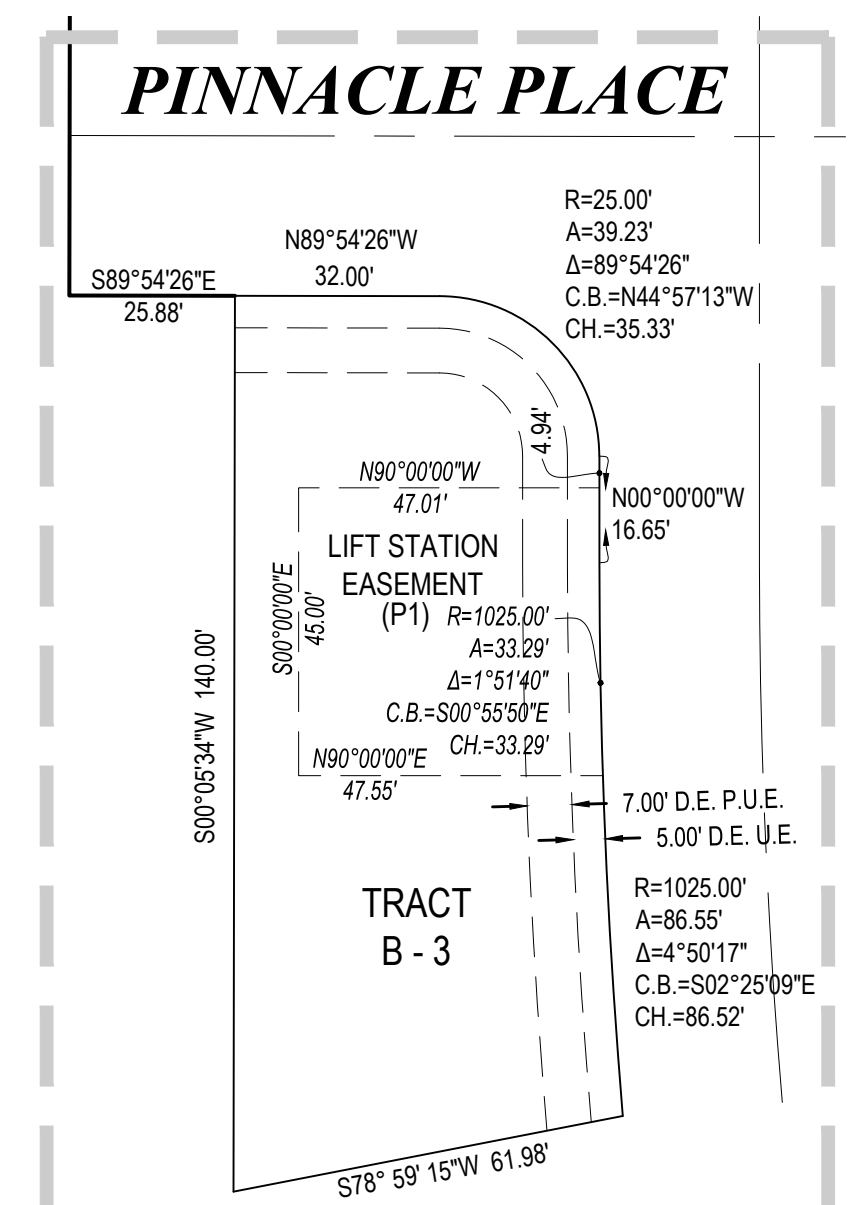 PINNACLE PLACE
R=25.00'
A=39.23'
Δ=89°54'26"
C.B.=N44°57'13"W
CH.=35.33'
N89°54'26"W
32.00'
S89°54'26"E
25.88'
4.94'
N90°00'00"W
47.01'
N00°00'00"W
16.65'
LIFT STATION
EASEMENT
(P1)
S00°00'00"E
45.00'
R=1025.00'
A=33.29'
Δ=1°51'40"
C.B.=S00°55'50"E
CH.=33.29'
S00°05'34"W 140.00'
N90°00'00"E
47.55'
7.00' D.E. P.U.E.
5.00' D.E. U.E.
TRACT
B - 3
R=1025.00'
A=86.55'
Δ=4°50'17"
C.B.=S02°25'09"E
CH.=86.52'
S78° 59' 15"W 61.98'